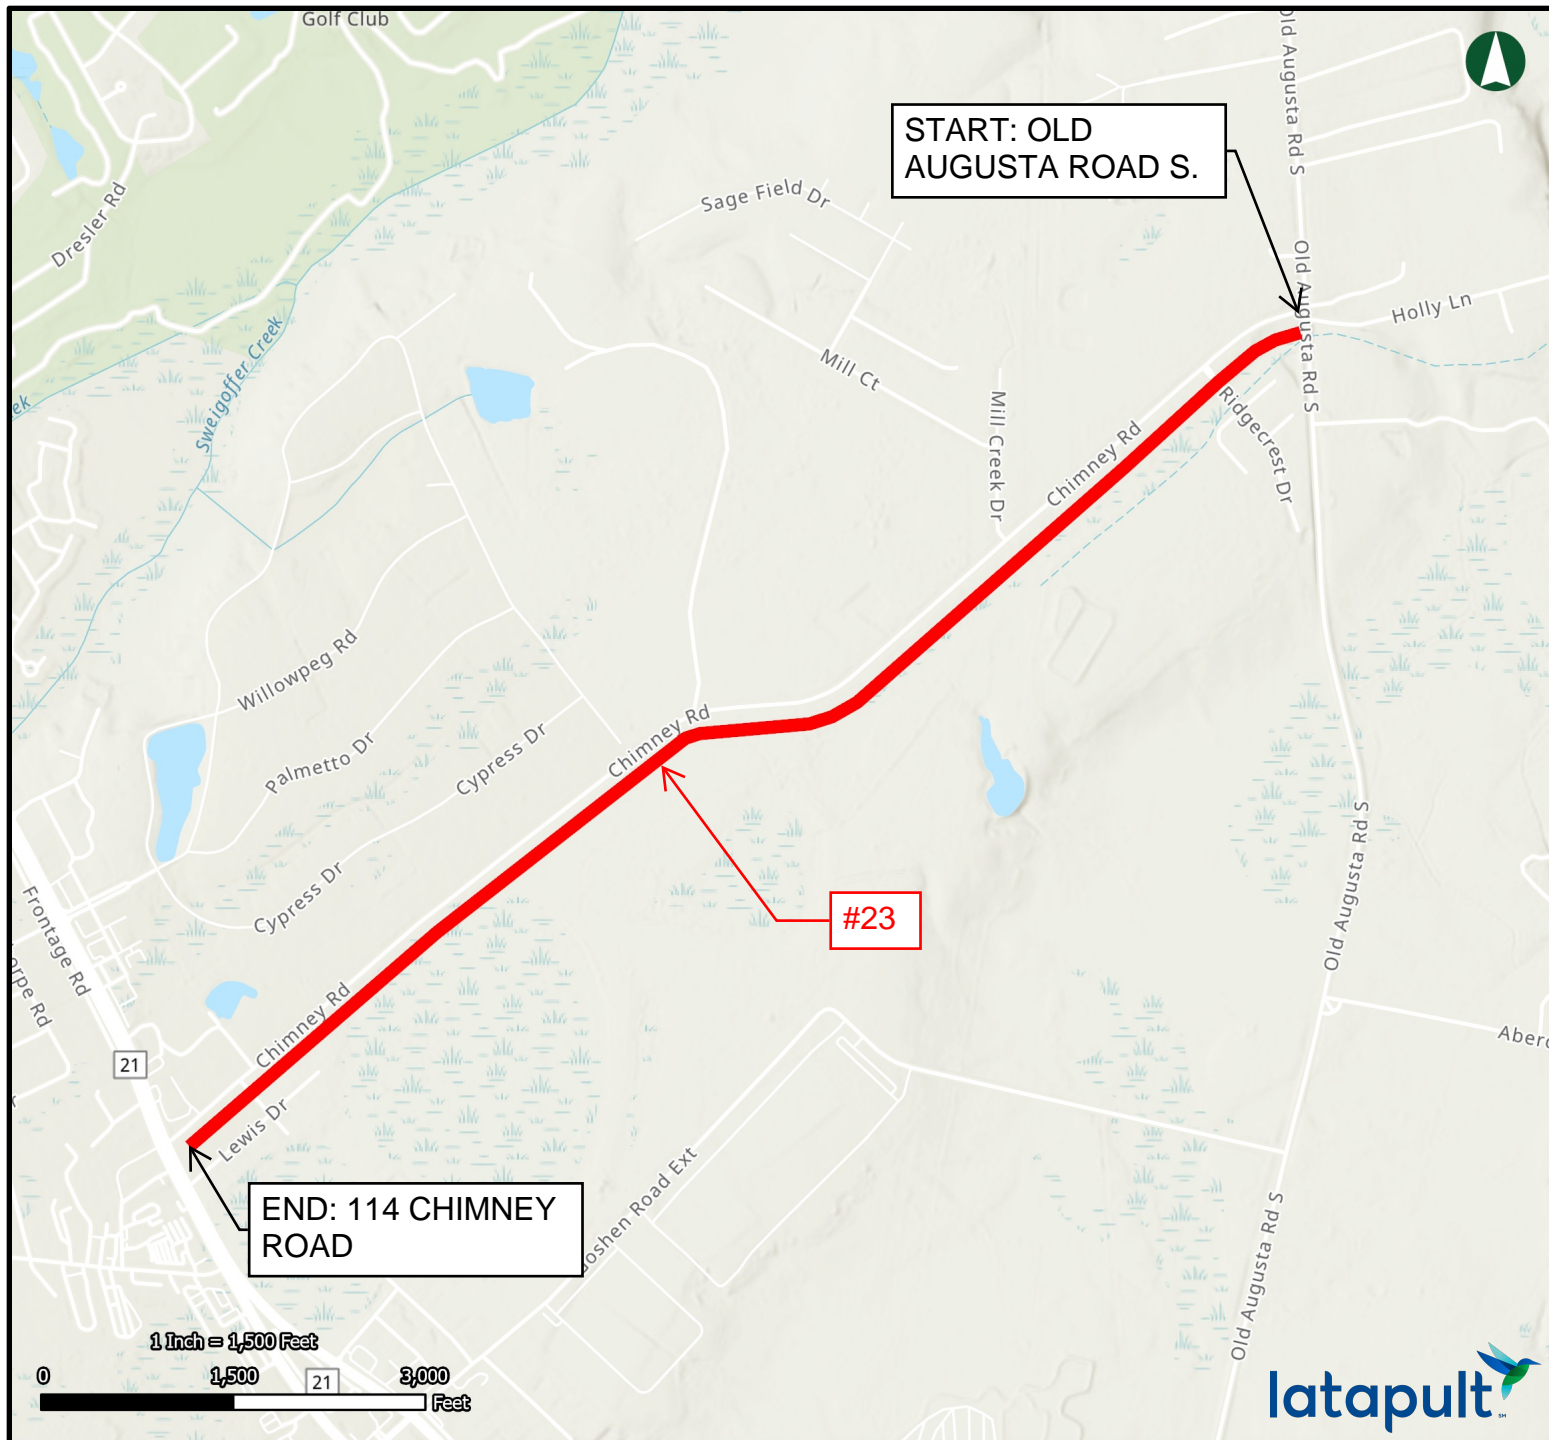 Golf Club
Old Augusta Rd S
START: OLD
AUGUSTA ROAD S.
Dresler Rd
Sage Field Dr
Old Augusta Rd S
Holly Ln
Sweigoffer Creek
Mill Ct
Mill Creek Dr
Ridgecrest Dr
Chimney Rd
Willowpeg Rd
Palmetto Dr
Cypress Dr
Chimney Rd
Cypress Dr
#23
Old Augusta Rd S
Frontage Rd
Chimney Rd
21
Lewis Dr
END: 114 CHIMNEY
ROAD
Old Augusta Rd S
1 Inch = 1,500 Feet
0 1,500 3,000
21
Feet
latapult
SM